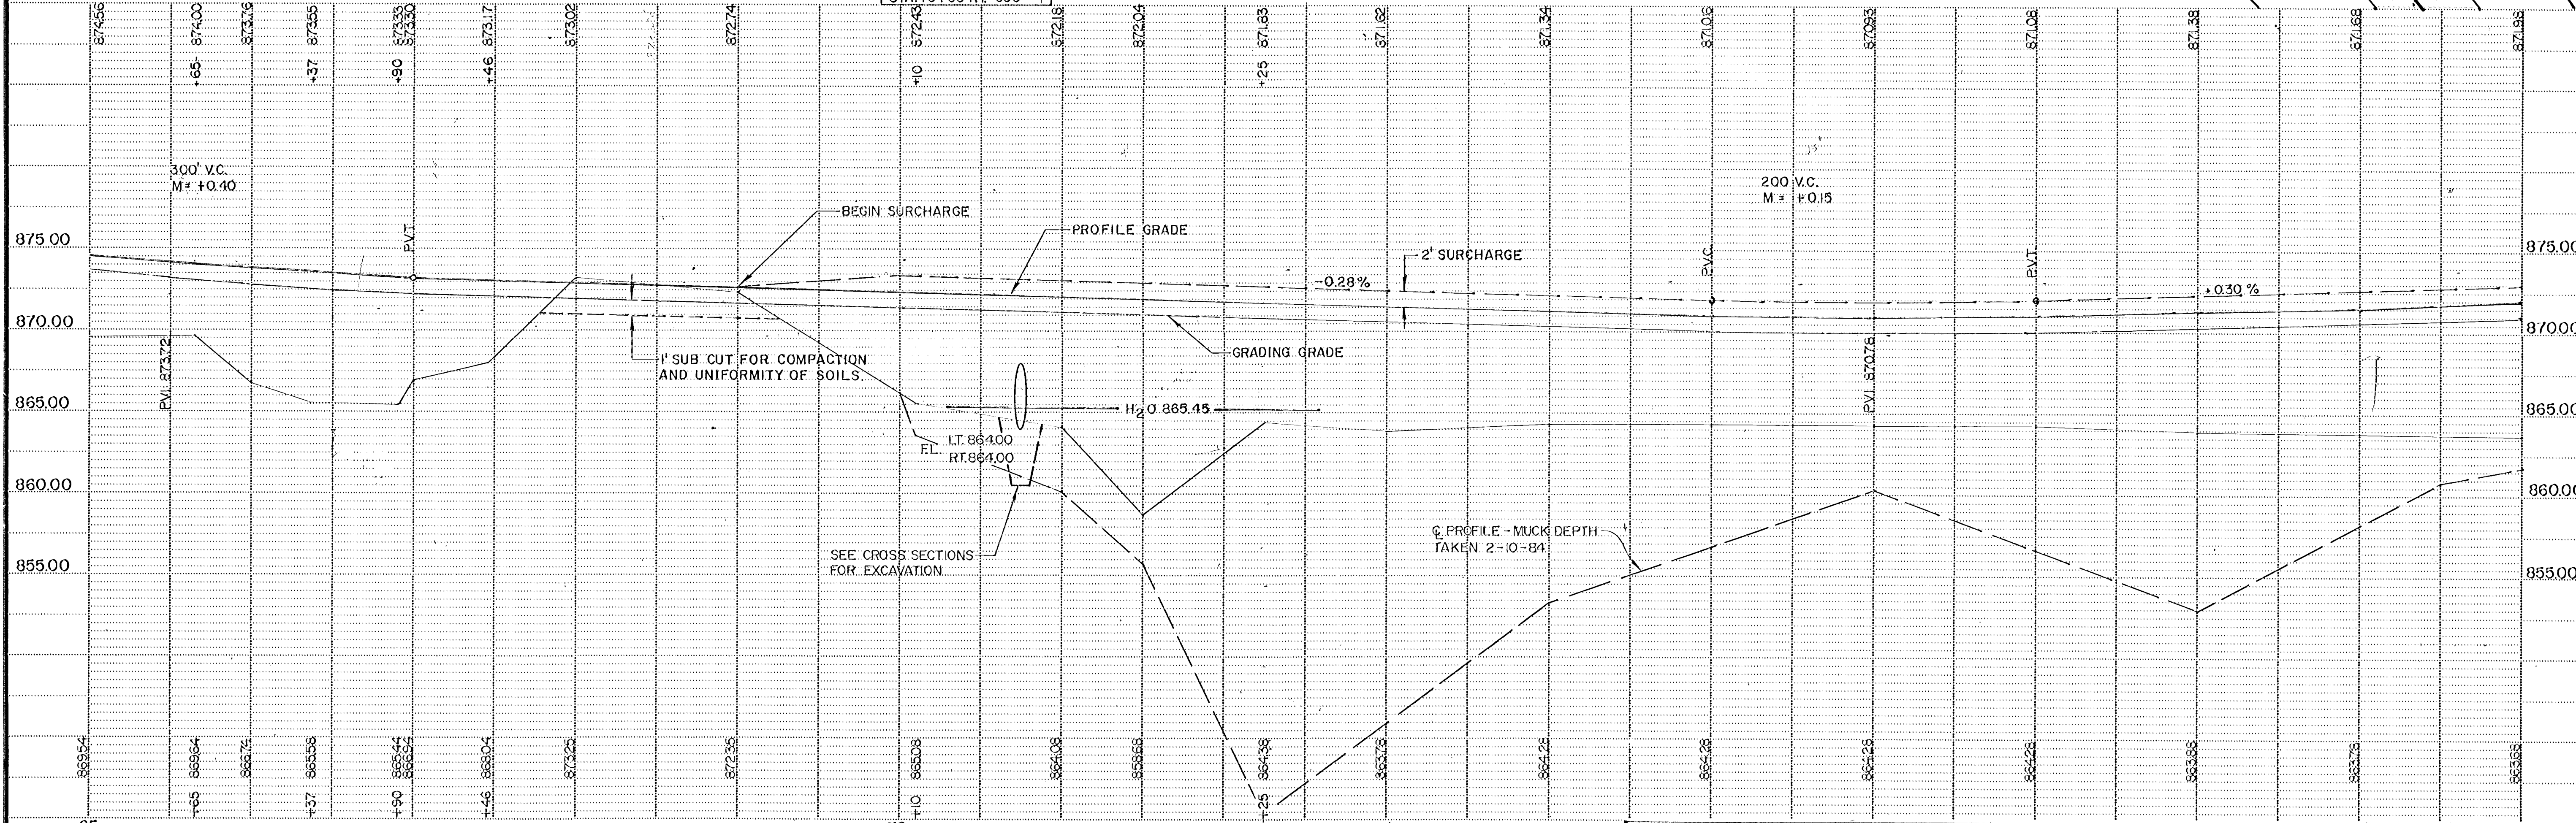 874.56
874.00
873.76
873.55
873.33
873.30
873.17
873.02
872.74
872.43
872.18
872.04
871.83
871.62
871.34
871.06
870.93
871.08
871.38
871.68
871.98
+65
+37
+90
+46
+10
+25
300' V.C.
M= +0.40
200 V.C.
M = +0.15
BEGIN SURCHARGE
PROFILE GRADE
P.V.T.
2' SURCHARGE
P.V.C.
P.V.T.
875.00
875.00
-0.28%
+0.30 %
870.00
870.00
GRADING GRADE
1' SUB CUT FOR COMPACTION
AND UNIFORMITY OF SOILS.
P.V.I. 873.72
P.V.I. 870.78
865.00
865.00
H2O 865.45
LT. 864.00
F.L.
RT. 864.00
860.00
860.00
℄ PROFILE - MUCK DEPTH
TAKEN 2-10-84
SEE CROSS SECTIONS
FOR EXCAVATION
855.00
855.00
869.54
869.64
866.74
865.58
865.44
866.94
868.04
873.25
872.35
865.08
864.08
858.68
864.38
863.78
864.28
864.28
864.28
864.28
863.88
863.78
+65
+37
+90
+46
+10
+25